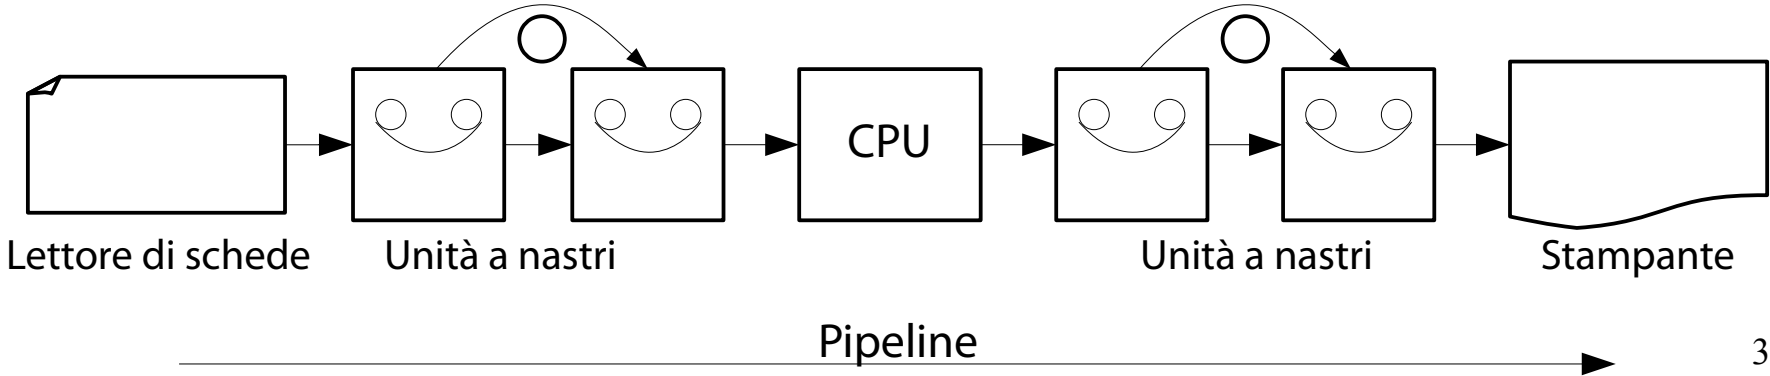 CPU
Lettore di schede
Unità a nastri
Unità a nastri
Stampante
Pipeline
3